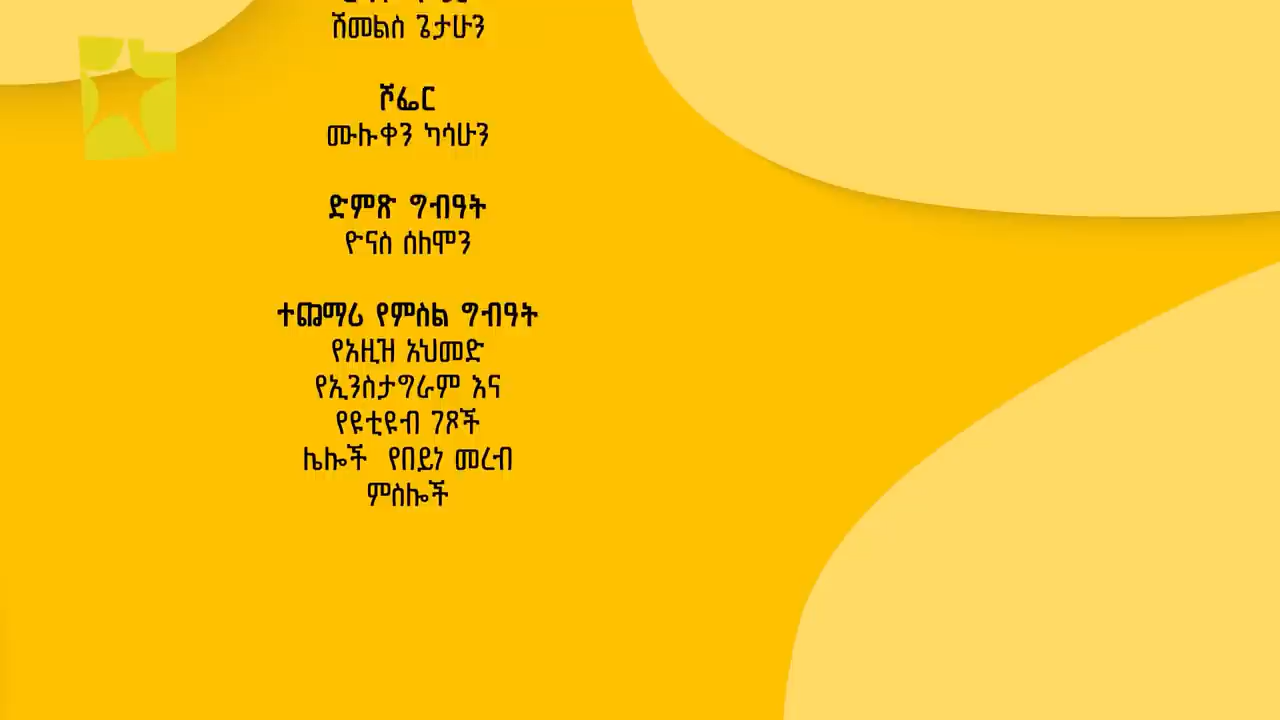 ሽመልስ ጌታሁን
ሾፌር
ሙሉቀን ካሳሁን
ድምጽ ግብዓት
ዮናስ ሰለሞን
ተጨማሪ የምስል ግብዓት
የአዚዝ አህመድ
የኢንስታግራም እና
የዩቲዩብ ገጾች
ሌሎች የበይነ መረብ
ምስሎች